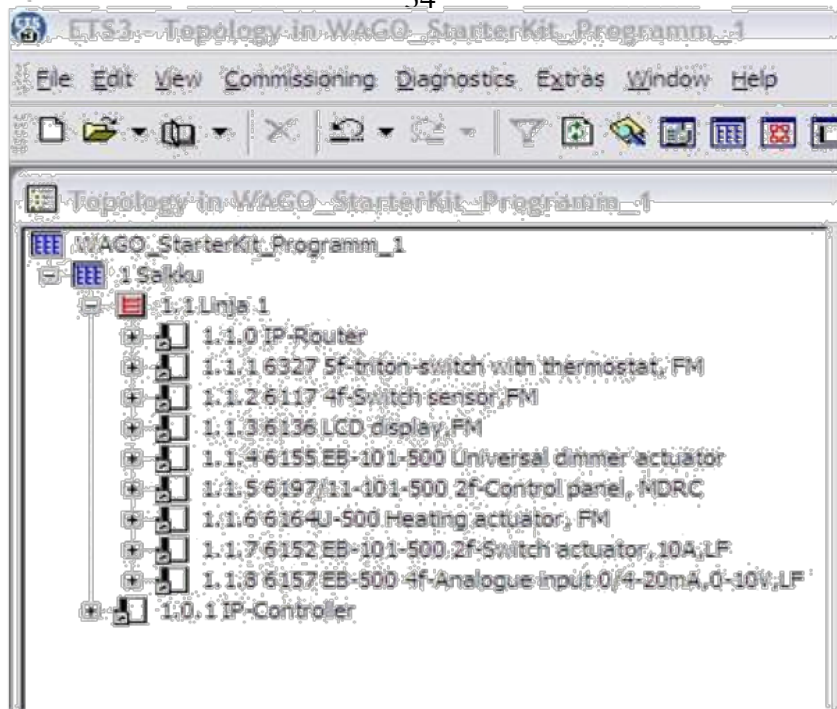 34
ETS3 - Topology in WAGO_StarterKit_Programm_1
File Edit View Commissioning Diagnostics Extras Window Help
Topology in WAGO_StarterKit_Programm_1
WAGO_StarterKit_Programm_1
1 Salkku
1.1 Linja 1
1.1.0 IP-Router
1.1.1 6327 5f-triton-switch with thermostat, FM
1.1.2 6117 4f-Switch sensor,FM
1.1.3 6136 LCD display,FM
1.1.4 6155 EB-101-500 Universal dimmer actuator
1.1.5 6197/11-101-500 2f-Control panel, MDRC
1.1.6 6164U-500 Heating actuator, FM
1.1.7 6152 EB-101-500 2f-Switch actuator, 10A,LF
1.1.8 6157 EB-500 4f-Analogue input 0/4-20mA,0-10V,LF
1.0.1 IP-Controller